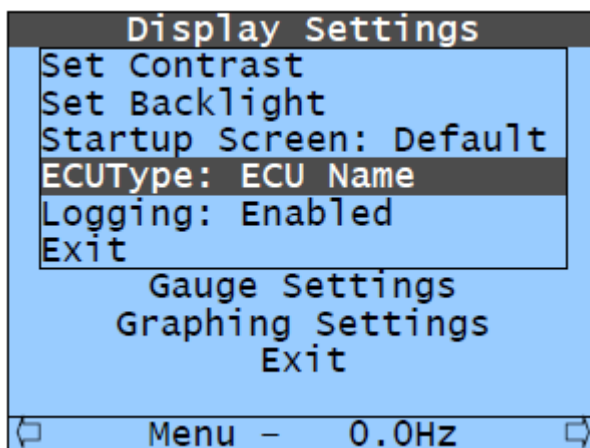 Display Settings
Set Contrast
Set Backlight
Startup Screen: Default
ECUType: ECU Name
Logging: Enabled
Exit
Gauge Settings
Graphing Settings
Exit
Menu – 0.0Hz